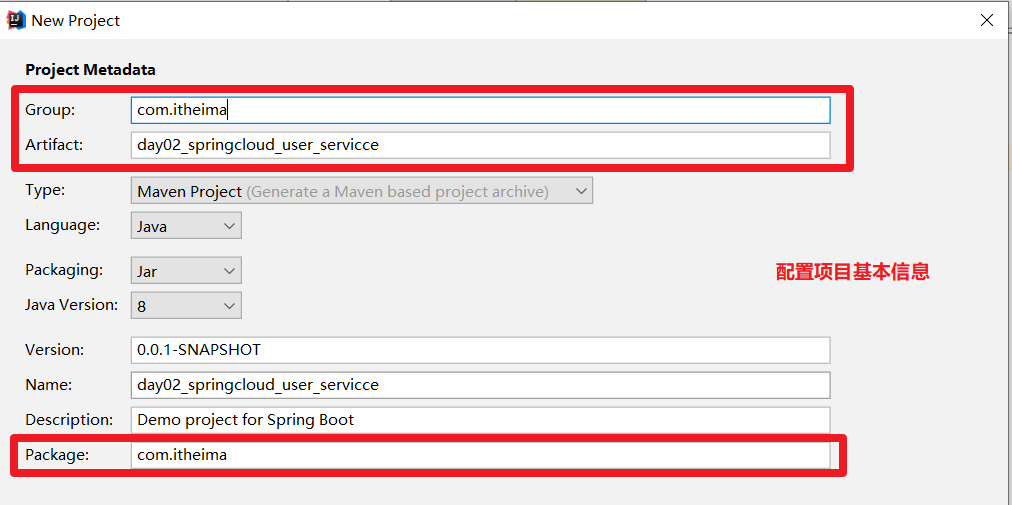 New Project
Project Metadata
Group: com.itheima
Artifact: day02_springcloud_user_servicce
Type: Maven Project (Generate a Maven based project archive)
Language: Java
配置项目基本信息
Packaging: Jar
Java Version: 8
Version: 0.0.1-SNAPSHOT
Name: day02_springcloud_user_servicce
Description: Demo project for Spring Boot
Package: com.itheima